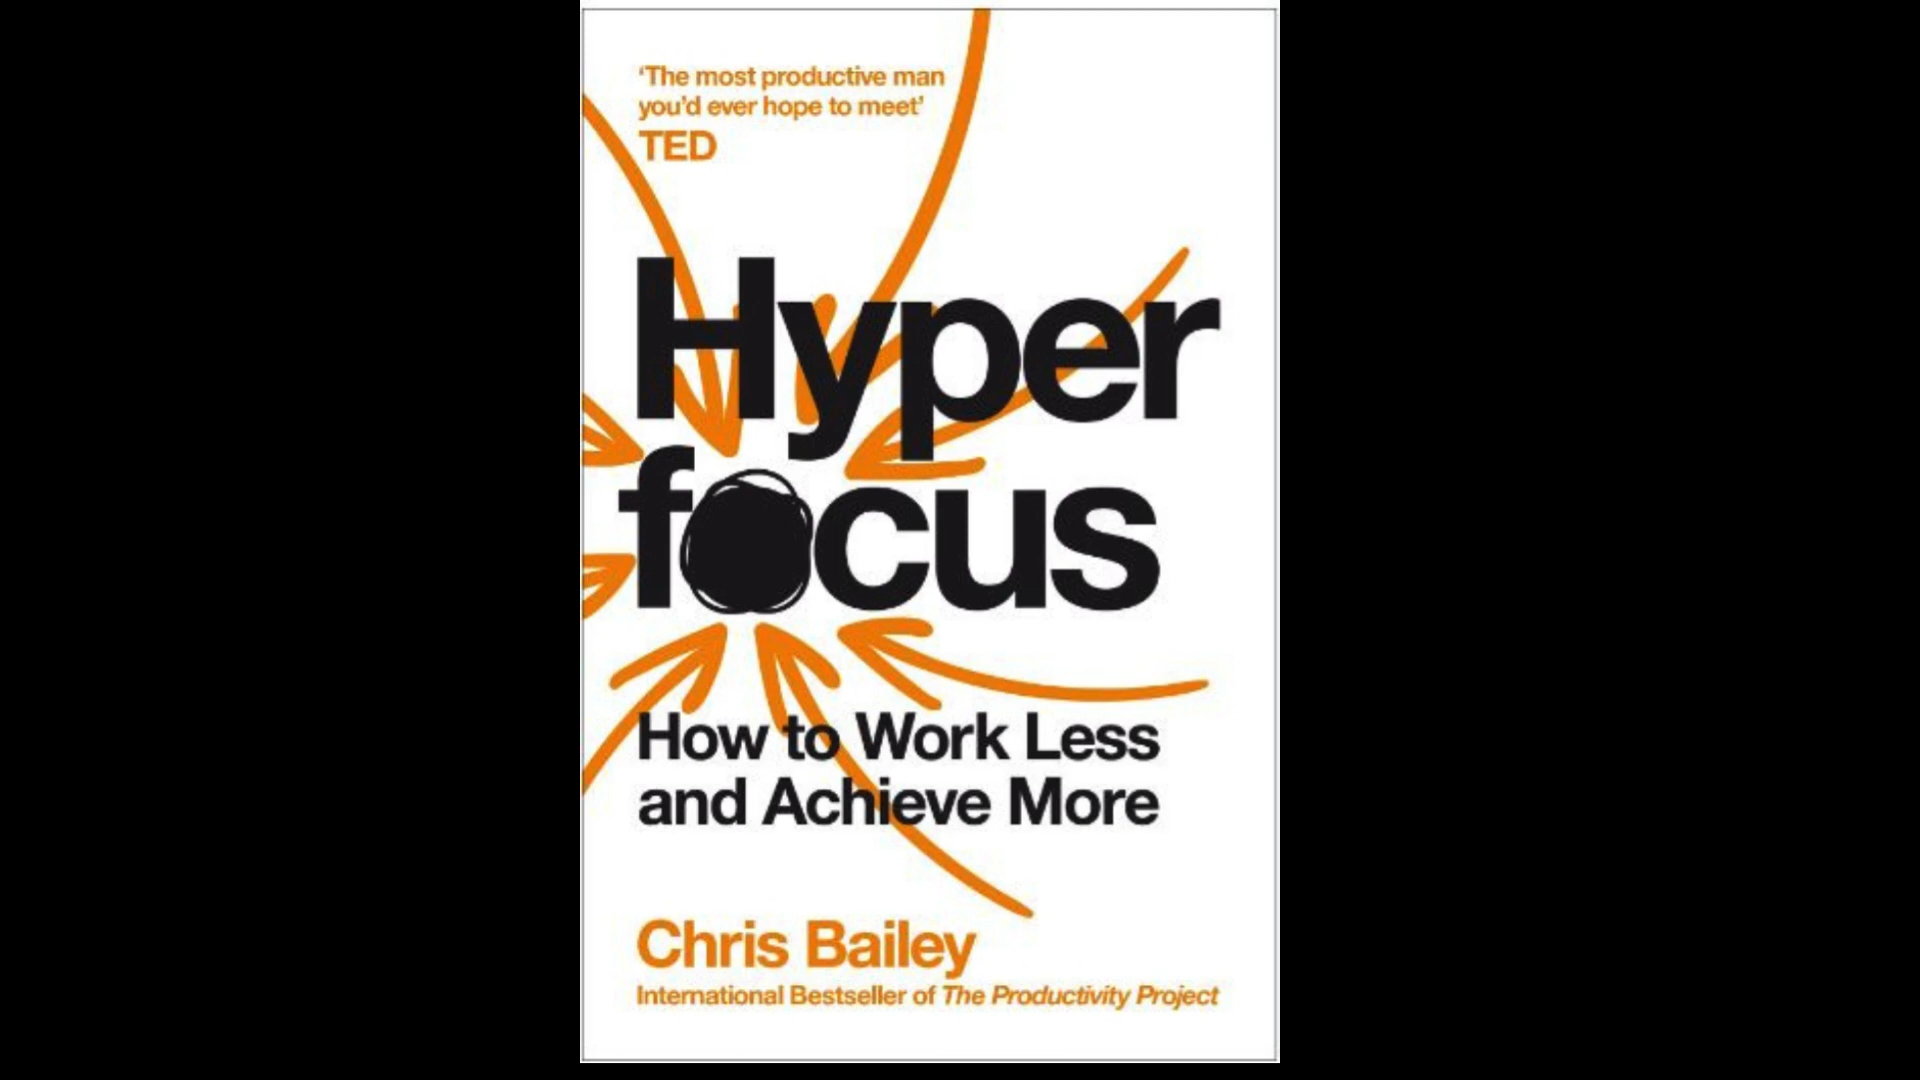 ‘The most productive man
you’d ever hope to meet’
TED
Hyper
focus
How to Work Less
and Achieve More
Chris Bailey
International Bestseller of The Productivity Project